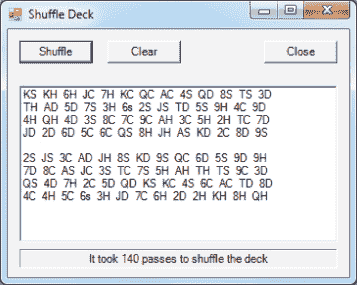 Shuffle Deck
Shuffle Clear Close
KS KH 6H JC 7H KC QC AC 4S QD 8S TS 3D
TH AD 5D 7S 3H 6s 2S JS TD 5S 9H 4C 9D
4H QH 4D 3S 8C 7C 9C AH 3C 5H 2H TC 7D
JD 2D 6D 5C 6C QS 8H JH AS KD 2C 8D 9S
2S JS 3C AD JH 8S KD 9S QC 6D 5S 9D 9H
7D 8C AS JC 3S TC 7S 5H AH TH TS 9C 3D
QS 4D 7H 2C 5D QD KS KC 4S 6C AC TD 8D
4C 4H 5C 6s 3H JD 7C 6H 2D 2H KH 8H QH
It took 140 passes to shuffle the deck